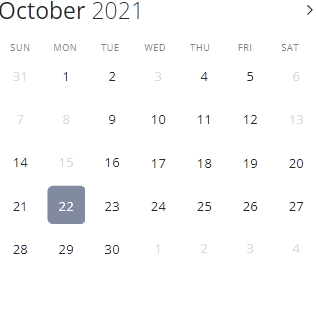 October 2021
SUN MON TUE WED THU FRI SAT
31 1 2 3 4 5 6
7 8 9 10 11 12 13
14 15 16 17 18 19 20
21 22 23 24 25 26 27
28 29 30 1 2 3 4